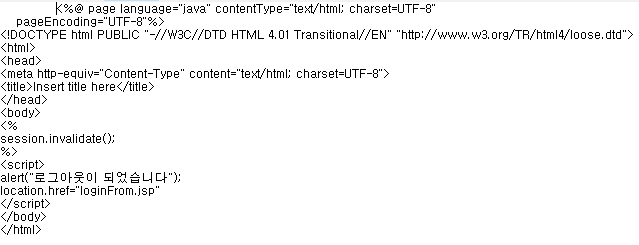 <%@ page language="java" contentType="text/html; charset=UTF-8"
pageEncoding="UTF-8"%>
<!DOCTYPE html PUBLIC "-//W3C//DTD HTML 4.01 Transitional//EN" "http://www.w3.org/TR/html4/loose.dtd">
<html>
<head>
<meta http-equiv="Content-Type" content="text/html; charset=UTF-8">
<title>Insert title here</title>
</head>
<body>
<%
session.invalidate();
%>
<script>
alert("로그아웃이 되었습니다");
location.href="loginFrom.jsp"
</script>
</body>
</html>